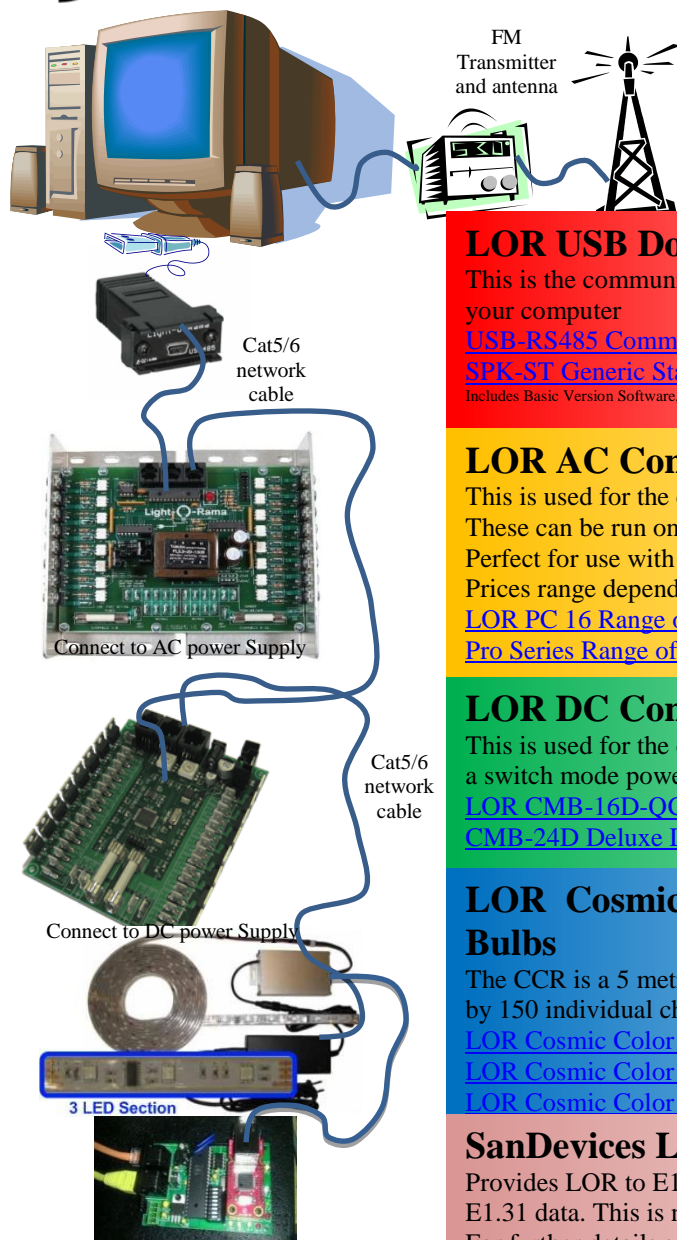 FM
Transmitter
and antenna
Cat5/6
network
cable
Light-O-Rama
Connect to AC power Supply
Cat5/6
network
cable
Connect to DC power Supply
3 LED Section
LOR USB Do
This is the commun
your computer
USB-RS485 Comm
SPK-ST Generic Sta
Includes Basic Version Software,
LOR AC Con
This is used for the
These can be run on
Perfect for use with
Prices range depend
LOR PC 16 Range o
Pro Series Range of
LOR DC Con
This is used for the
a switch mode powe
LOR CMB-16D-QC
CMB-24D Deluxe D
LOR Cosmic
Bulbs
The CCR is a 5 met
by 150 individual ch
LOR Cosmic Color
LOR Cosmic Color
LOR Cosmic Color
SanDevices L
Provides LOR to E1
E1.31 data. This is